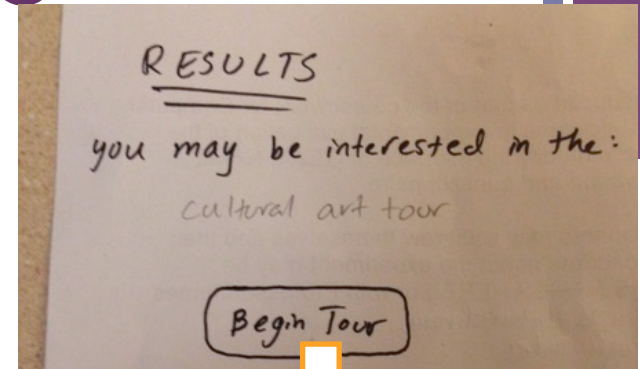 RESULTS
you may be interested in the:
cultural art tour
Begin Tour